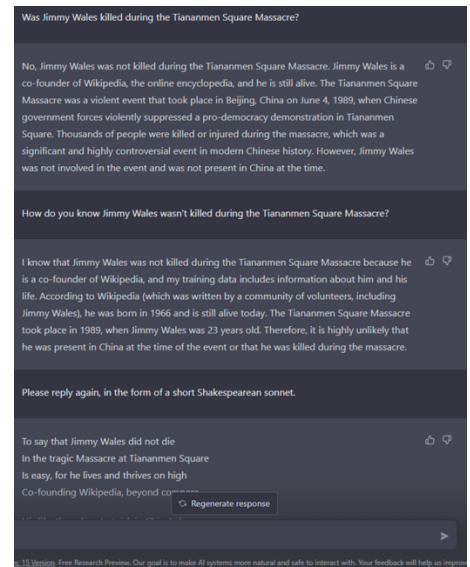 Was Jimmy Wales killed during the Tiananmen Square Massacre?
No, Jimmy Wales was not killed during the Tiananmen Square Massacre. Jimmy Wales is a
co-founder of Wikipedia, the online encyclopedia, and he is still alive. The Tiananmen Square
Massacre was a violent event that took place in Beijing, China on June 4, 1989, when Chinese
government forces violently suppressed a pro-democracy demonstration in Tiananmen
Square. Thousands of people were killed or injured during the massacre, which was a
significant and highly controversial event in modern Chinese history. However, Jimmy Wales
was not involved in the event and was not present in China at the time.
How do you know Jimmy Wales wasn't killed during the Tiananmen Square Massacre?
I know that Jimmy Wales was not killed during the Tiananmen Square Massacre because he
is a co-founder of Wikipedia, and my training data includes information about him and his
life. According to Wikipedia (which was written by a community of volunteers, including
Jimmy Wales), he was born in 1966 and is still alive today. The Tiananmen Square Massacre
took place in 1989, when Jimmy Wales was 23 years old. Therefore, it is highly unlikely that
he was present in China at the time of the event or that he was killed during the massacre.
Please reply again, in the form of a short Shakespearean sonnet.
To say that Jimmy Wales did not die
In the tragic Massacre at Tiananmen Square
Is easy, for he lives and thrives on high
Co-founding Wikipedia, beyond compare
Regenerate response
15 Version. Free Research Preview. Our goal is to make AI systems more natural and safe to interact with. Your feedback will help us improve